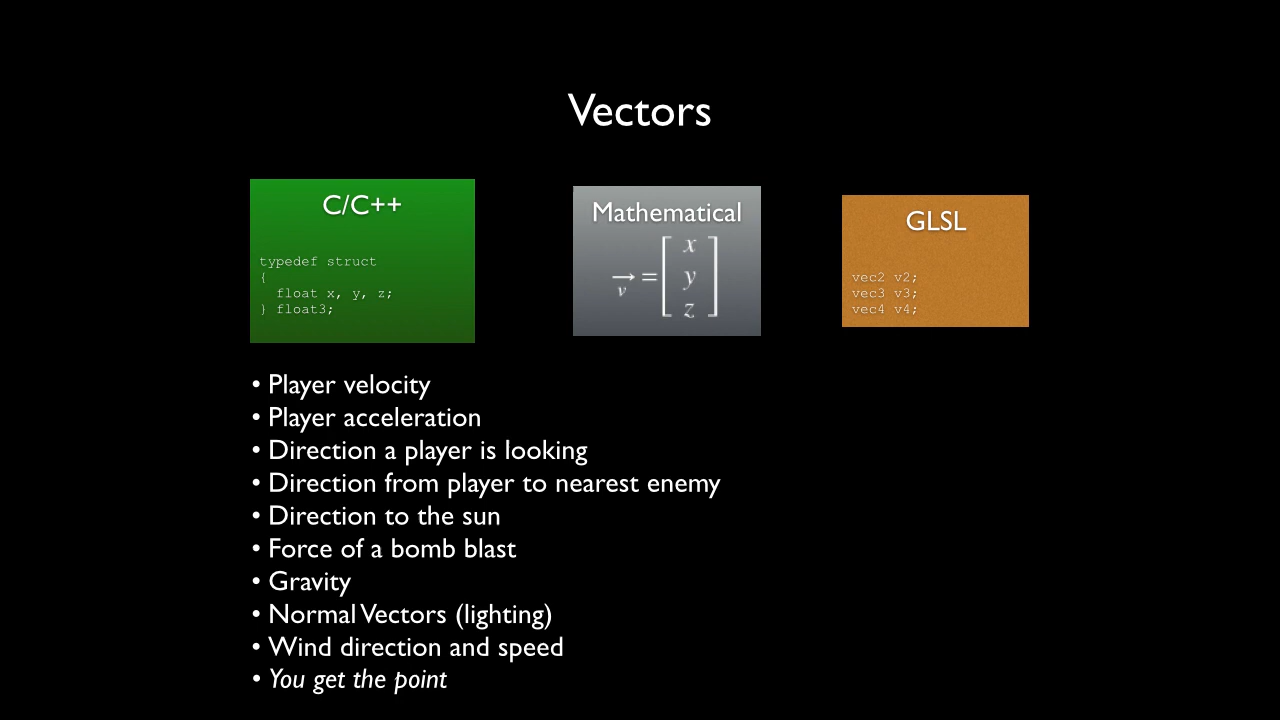 Vectors
C/C++
typedef struct
{
float x, y, z;
} float3;
Mathematical
x
→ = y
v
z
GLSL
vec2 v2;
vec3 v3;
vec4 v4;
• Player velocity
• Player acceleration
• Direction a player is looking
• Direction from player to nearest enemy
• Direction to the sun
• Force of a bomb blast
• Gravity
• Normal Vectors (lighting)
• Wind direction and speed
• You get the point